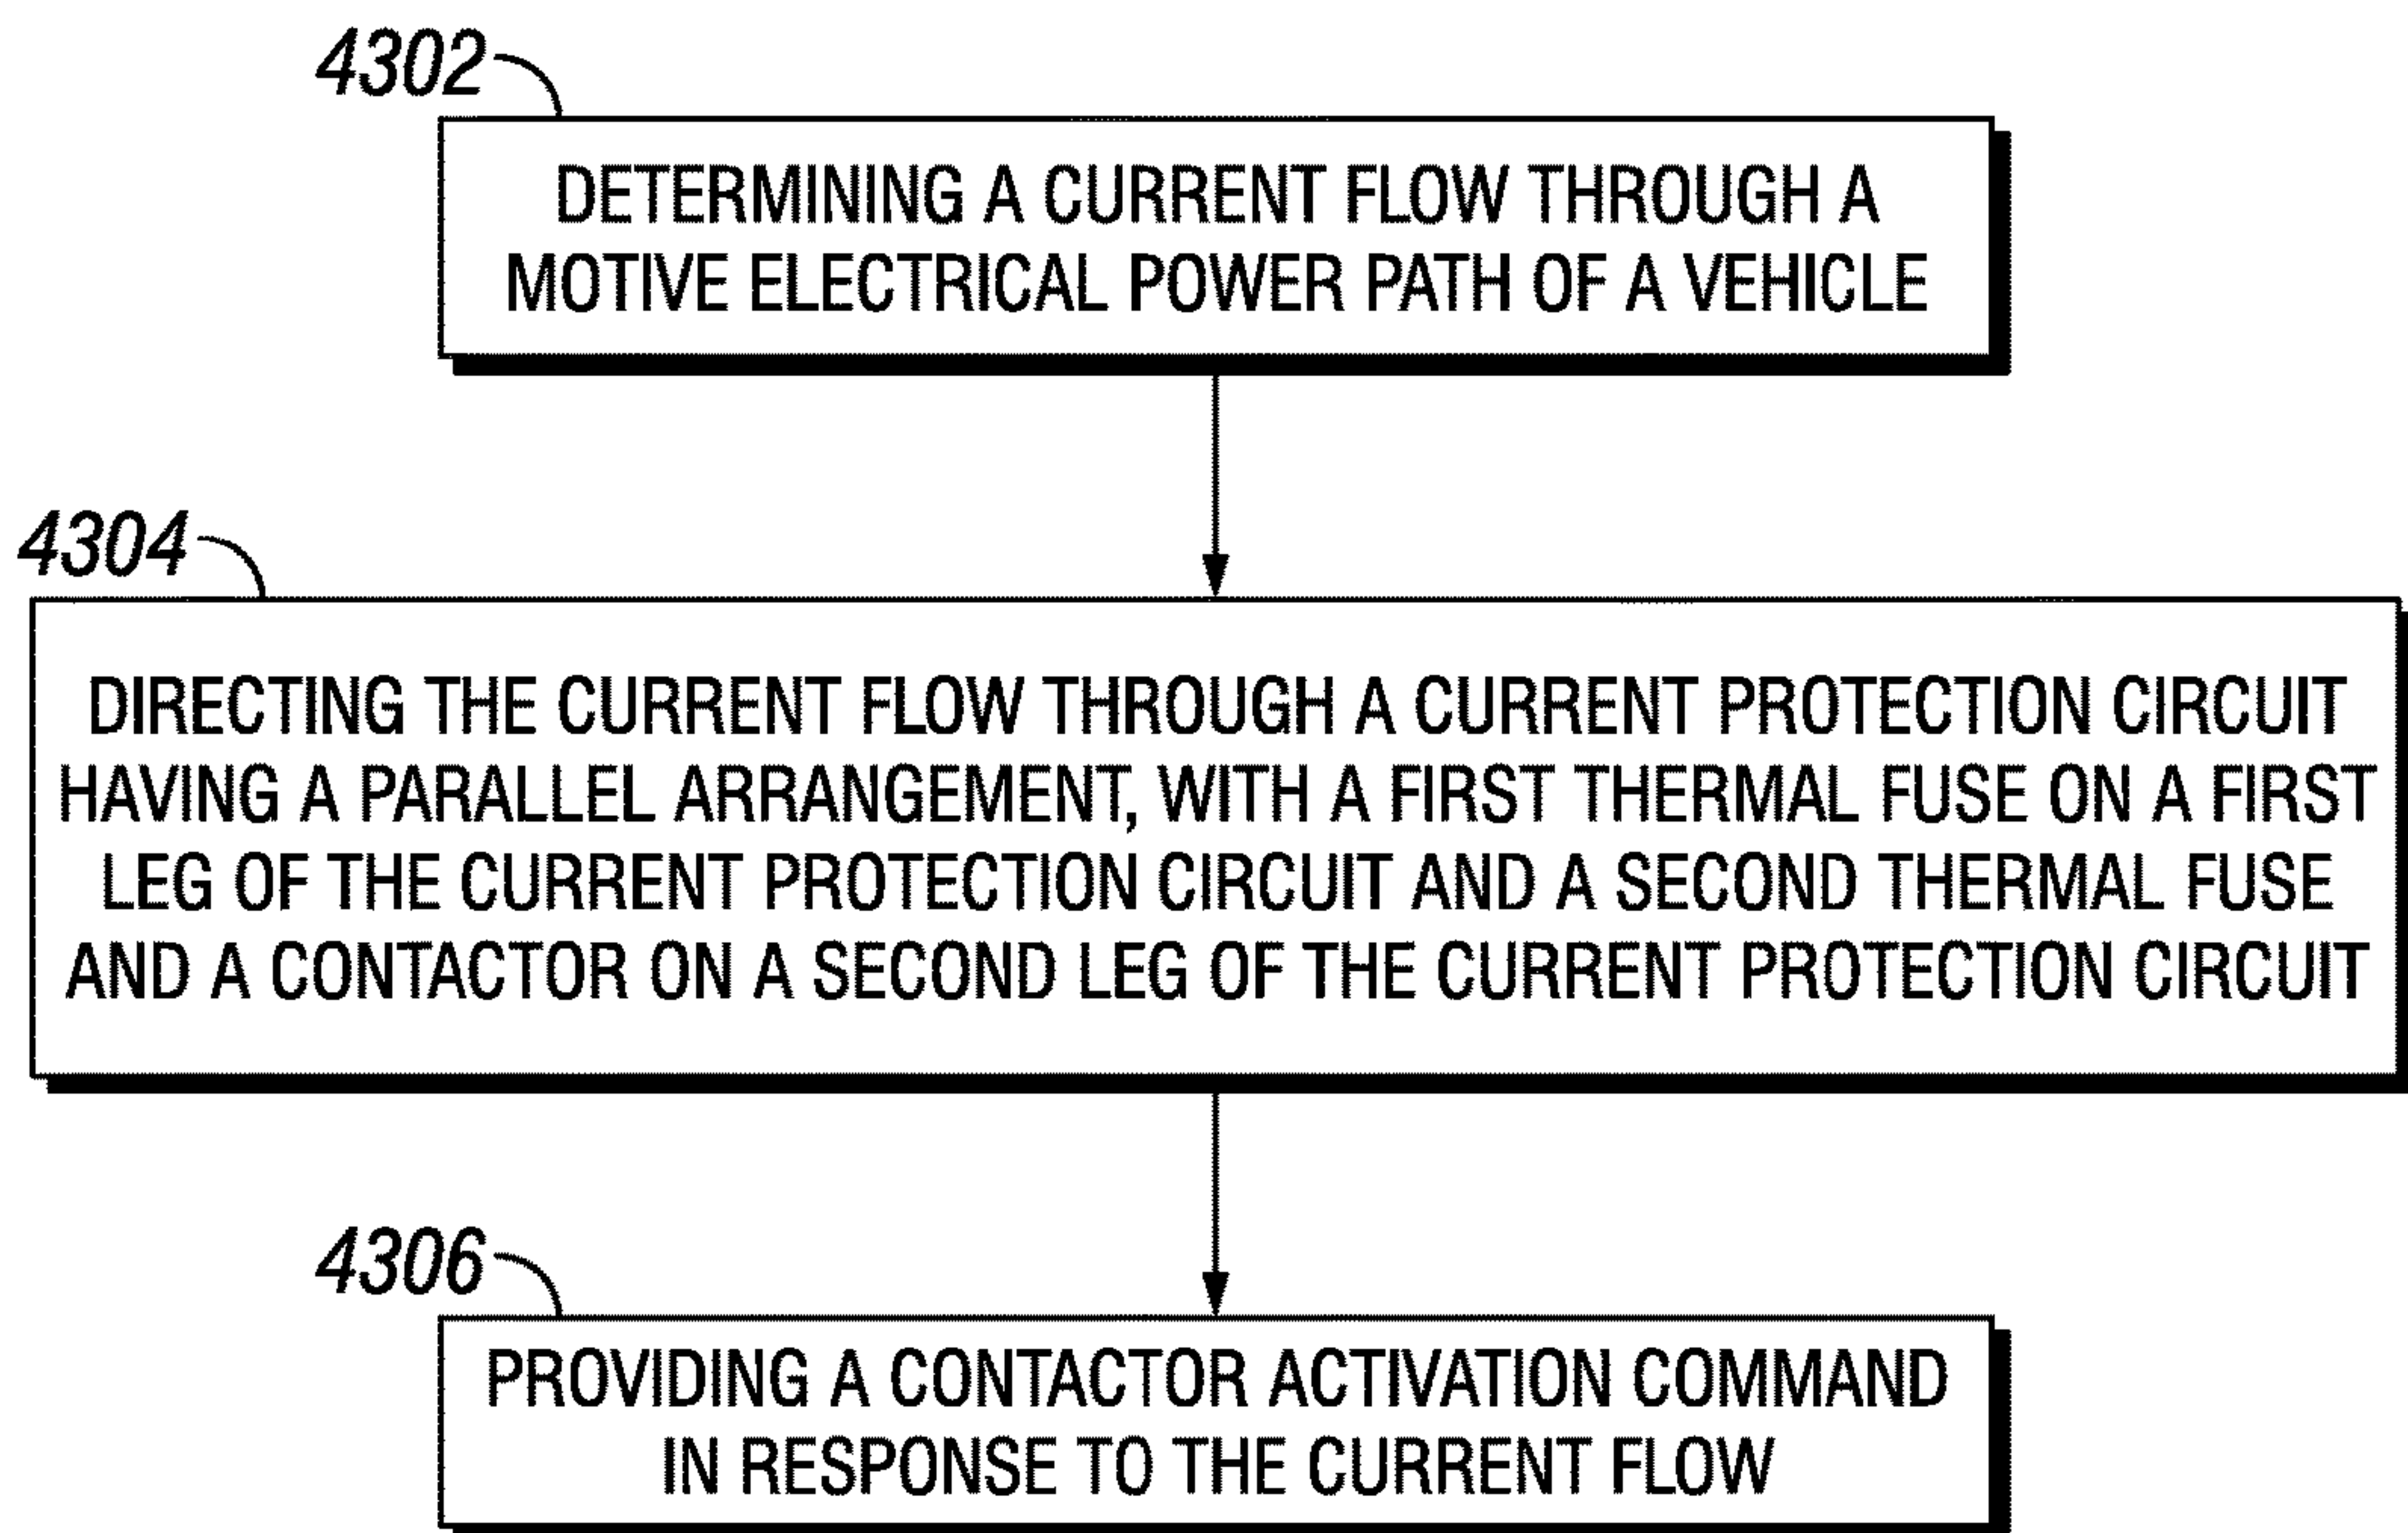 4302
DETERMINING A CURRENT FLOW THROUGH A
MOTIVE ELECTRICAL POWER PATH OF A VEHICLE
4304
DIRECTING THE CURRENT FLOW THROUGH A CURRENT PROTECTION CIRCUIT
HAVING A PARALLEL ARRANGEMENT, WITH A FIRST THERMAL FUSE ON A FIRST
LEG OF THE CURRENT PROTECTION CIRCUIT AND A SECOND THERMAL FUSE
AND A CONTACTOR ON A SECOND LEG OF THE CURRENT PROTECTION CIRCUIT
4306
PROVIDING A CONTACTOR ACTIVATION COMMAND
IN RESPONSE TO THE CURRENT FLOW